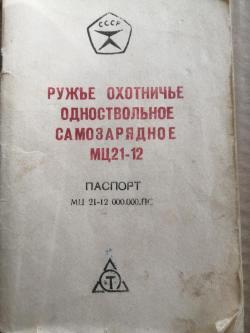 СССР
РУЖЬЕ ОХОТНИЧЬЕ
ОДНОСТВОЛЬНОЕ
САМОЗАРЯДНОЕ
МЦ21-12
ПАСПОРТ
МЦ 21-12 000.000.ПС
Т